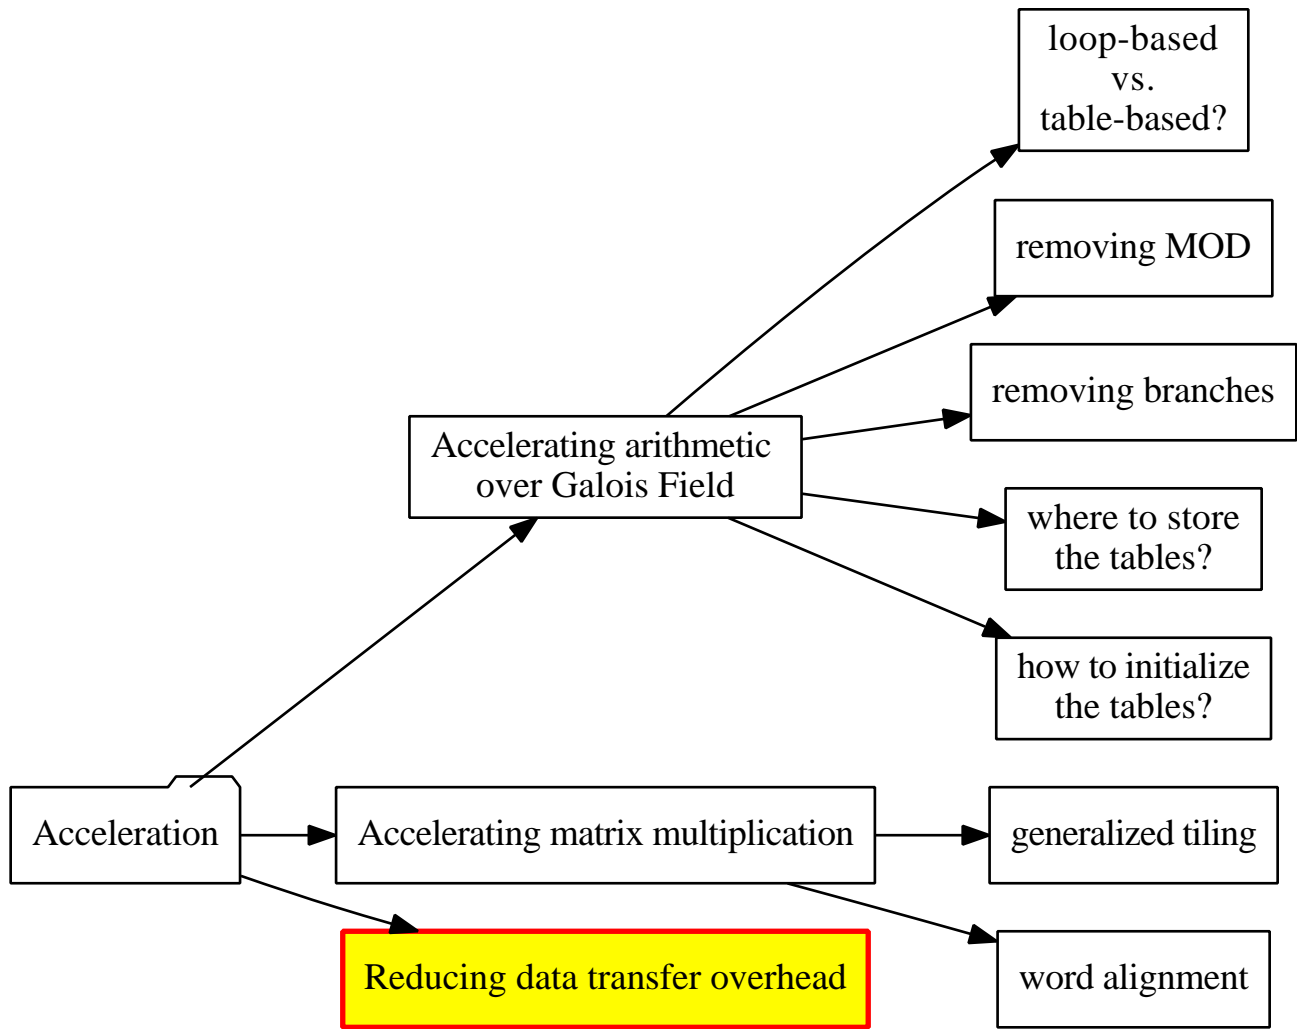 loop-based
vs.
table-based?
removing MOD
removing branches
Accelerating arithmetic
over Galois Field
where to store
the tables?
how to initialize
the tables?
Acceleration
Accelerating matrix multiplication
generalized tiling
Reducing data transfer overhead
word alignment